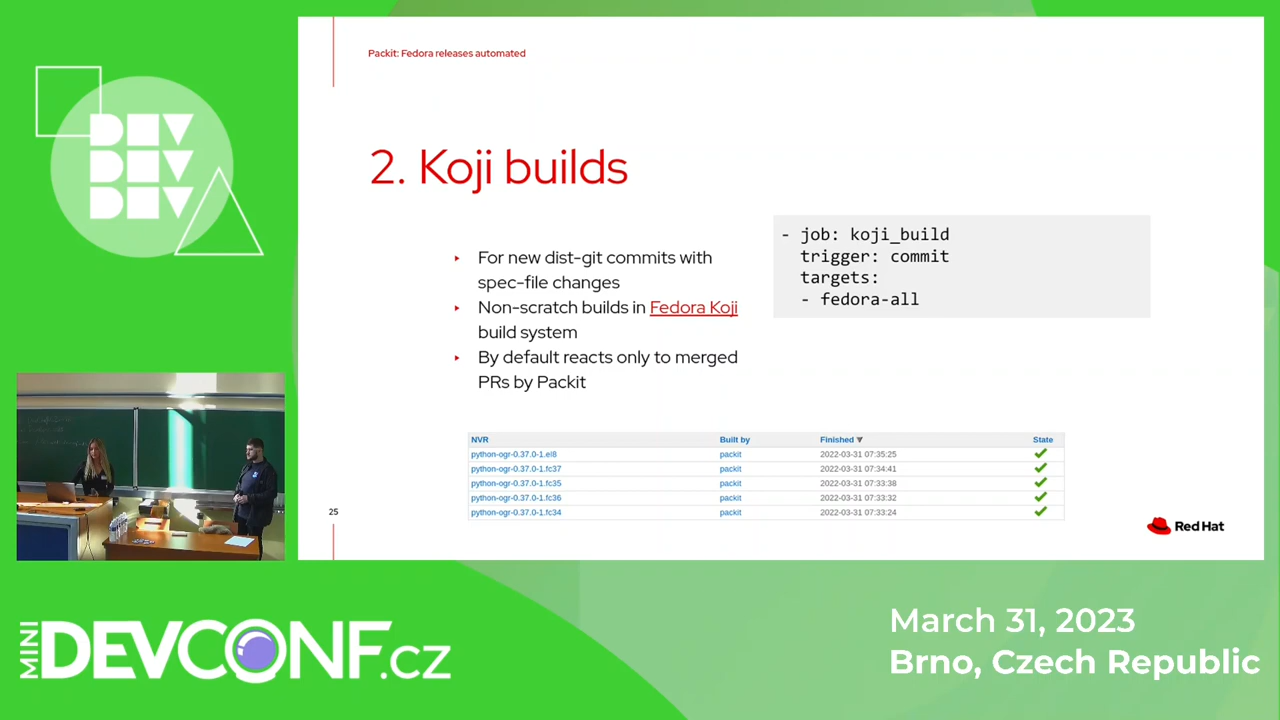 Packit: Fedora releases automated
2. Koji builds
‣ For new dist-git commits with
spec-file changes
‣ Non-scratch builds in Fedora Koji
build system
‣ By default reacts only to merged
PRs by Packit
- job: koji_build
trigger: commit
targets:
- fedora-all
NVR Built by Finished ▼ State
python-ogr-0.37.0-1.el8 packit 2022-03-31 07:35:25
python-ogr-0.37.0-1.fc37 packit 2022-03-31 07:34:41
python-ogr-0.37.0-1.fc35 packit 2022-03-31 07:33:38
python-ogr-0.37.0-1.fc36 packit 2022-03-31 07:33:32
python-ogr-0.37.0-1.fc34 packit 2022-03-31 07:33:24
25
Red Hat
DEV
DEV
DEV
MINI
DEVCONF.cz
March 31, 2023
Brno, Czech Republic